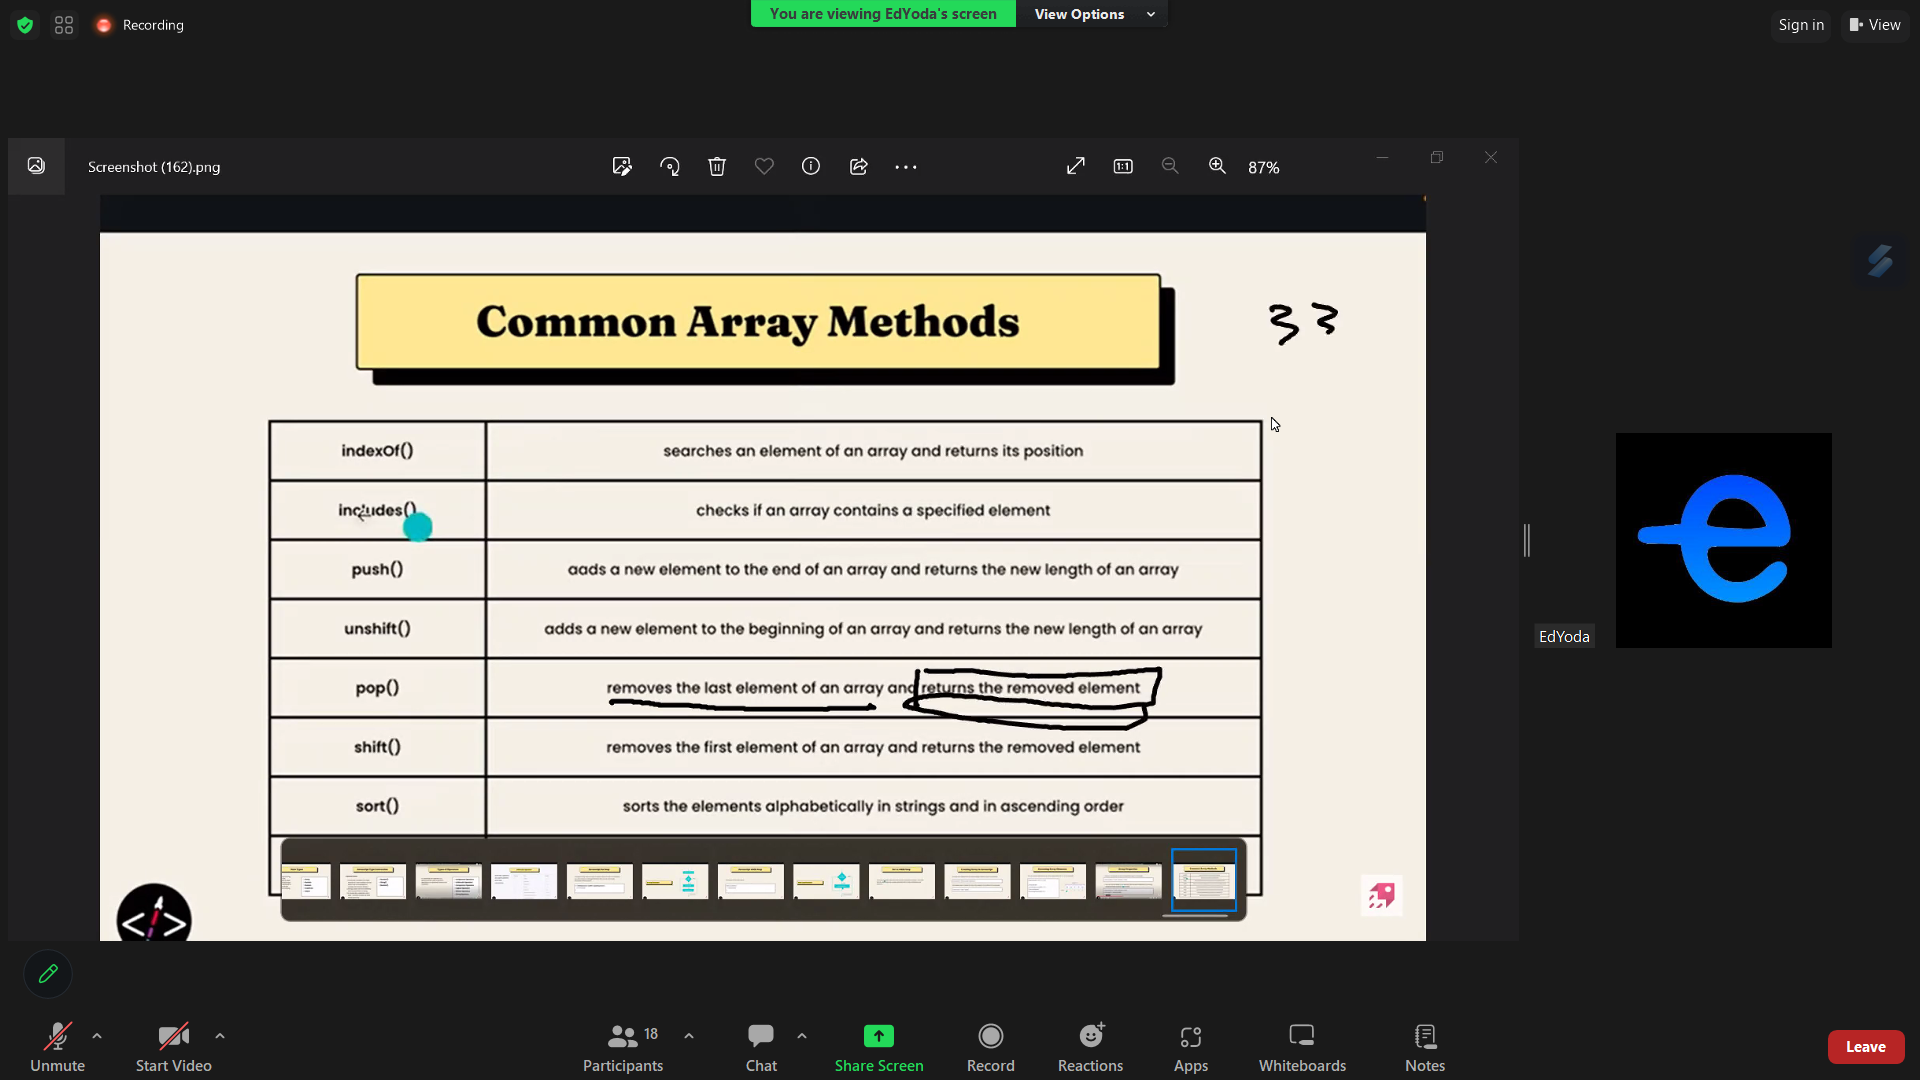 Recording
You are viewing EdYoda's screen
View Options
Sign in
View
Screenshot (162).png
1:1
87%
Common Array Methods
33
indexOf()
searches an element of an array and returns its position
includes()
checks if an array contains a specified element
push()
adds a new element to the end of an array and returns the new length of an array
unshift()
adds a new element to the beginning of an array and returns the new length of an array
pop()
removes the last element of an array and returns the removed element
shift()
removes the first element of an array and returns the removed element
sort()
sorts the elements alphabetically in strings and in ascending order
EdYoda
Unmute
Start Video
18
Participants
Chat
Share Screen
Record
Reactions
Apps
Whiteboards
Notes
Leave